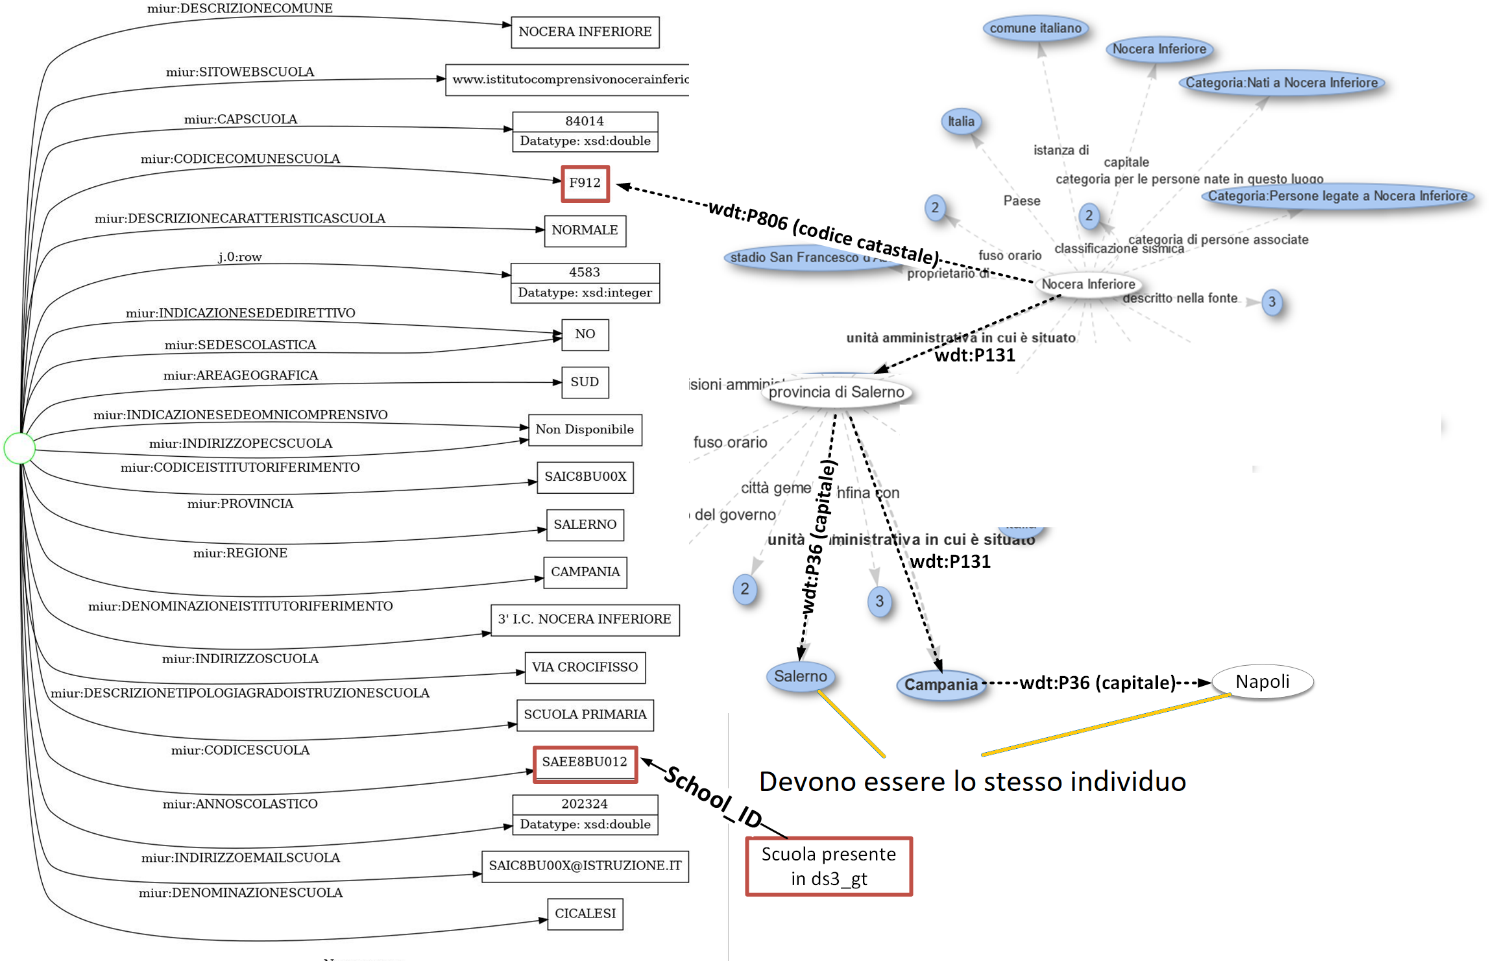 miur:DESCRIZIONECOMUNE
NOCERA INFERIORE
miur:SITOWEBSCUOLA
www.istitutocomprensivonocerainferic
miur:CAPSCUOLA
84014
Datatype: xsd:double
miur:CODICECOMUNESCUOLA
F912
miur:DESCRIZIONECARATTERISTICASCUOLA
NORMALE
j.0:row
4583
Datatype: xsd:integer
miur:INDICAZIONESEDEDIRETTIVO
NO
miur:SEDESCOLASTICA
miur:AREAGEOGRAFICA
SUD
miur:INDICAZIONESEDEOMNICOMPRENSIVO
Non Disponibile
miur:INDIRIZZOPECSCUOLA
miur:CODICEISTITUTORIFERIMENTO
SAIC8BU00X
miur:PROVINCIA
SALERNO
miur:REGIONE
CAMPANIA
miur:DENOMINAZIONEISTITUTORIFERIMENTO
3' I.C. NOCERA INFERIORE
miur:INDIRIZZOSCUOLA
VIA CROCIFISSO
miur:DESCRIZIONETIPOLOGIAGRADOISTRUZIONESCUOLA
SCUOLA PRIMARIA
miur:CODICESCUOLA
SAEE8BU012
miur:ANNOSCOLASTICO
202324
Datatype: xsd:double
miur:INDIRIZZOEMAILSCUOLA
SAIC8BU00X@ISTRUZIONE.IT
miur:DENOMINAZIONESCUOLA
CICALESI
comune italiano
Nocera Inferiore
Categoria:Nati a Nocera Inferiore
Italia
istanza di
capitale
categoria per le persone nate in questo luogo
Categoria:Persone legate a Nocera Inferiore
Paese
2
2
wdt:P806 (codice catastale)
categoria di persone associate
classificazione sismica
fuso orario
stadio San Francesco d'A
proprietario di
Nocera Inferiore
descritto nella fonte
3
unità amministrativa in cui è situato
wdt:P131
isioni amminis
provincia di Salerno
fuso orario
città geme
nfina con
del governo
unità
ministrativa in cui è situato
wdt:P36 (capitale)
wdt:P131
2
3
Salerno
Campania
wdt:P36 (capitale)
Napoli
Devono essere lo stesso individuo
School_ID
Scuola presente
in ds3_gt